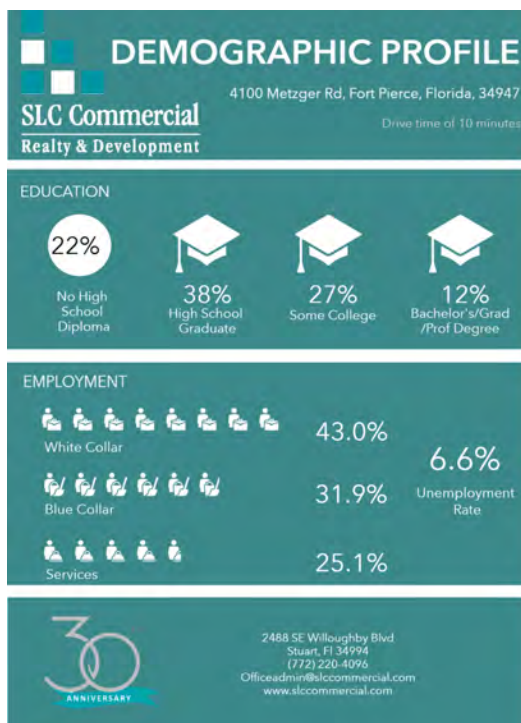 DEMOGRAPHIC PROFILE
4100 Metzger Rd, Fort Pierce, Florida, 34947
Drive time of 10 minutes
SLC Commercial
Realty & Development
EDUCATION
22%
No High
School
Diploma
38%
High School
Graduate
27%
Some College
12%
Bachelor's/Grad
/Prof Degree
EMPLOYMENT
White Collar
43.0%
Blue Collar
31.9%
Services
25.1%
6.6%
Unemployment
Rate
30
ANNIVERSARY
2488 SE Willoughby Blvd
Stuart, Fl 34994
(772) 220-4096
Officeadmin@slccommercial.com
www.slccommercial.com